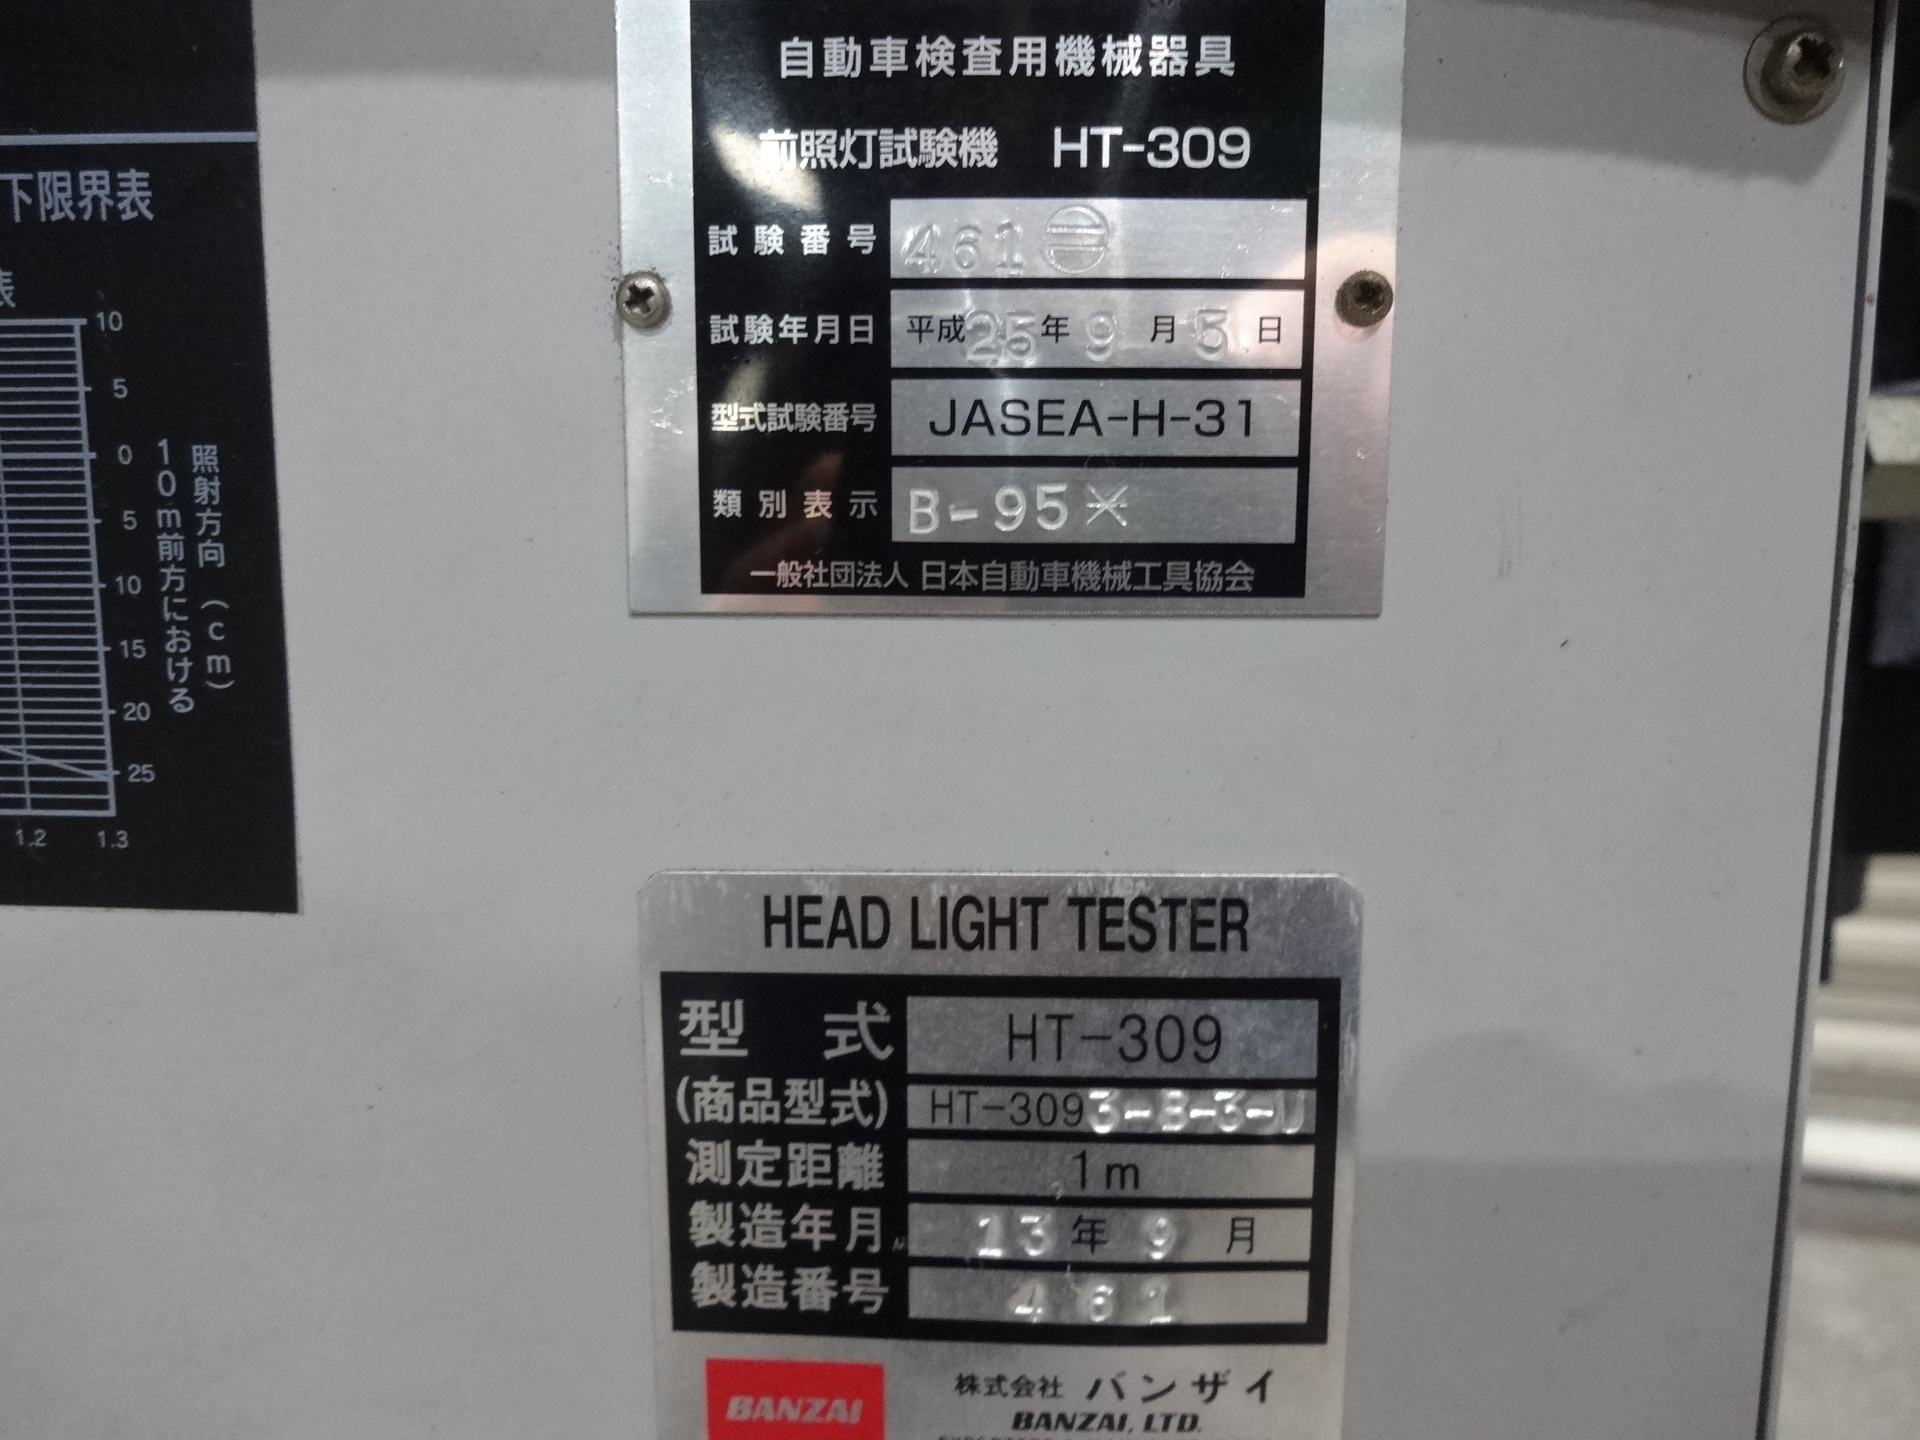 自動車検査用機械器具
前照灯試験機 HT-309
試験番号 461
試験年月日 平成25年9月5日
型式試験番号 JASEA-H-31
類別表示 B-95※
一般社団法人 日本自動車機械工具協会
下限界表
表
10
5
0
5
10
15
20
25
1.2 1.3
照射方向(cm)
10m前方における
HEAD LIGHT TESTER
型式 HT-309
(商品型式) HT-3093-B-3-U
測定距離 1m
製造年月 13年9月
製造番号 461
BANZAI
株式会社 バンザイ
BANZAI, LTD.